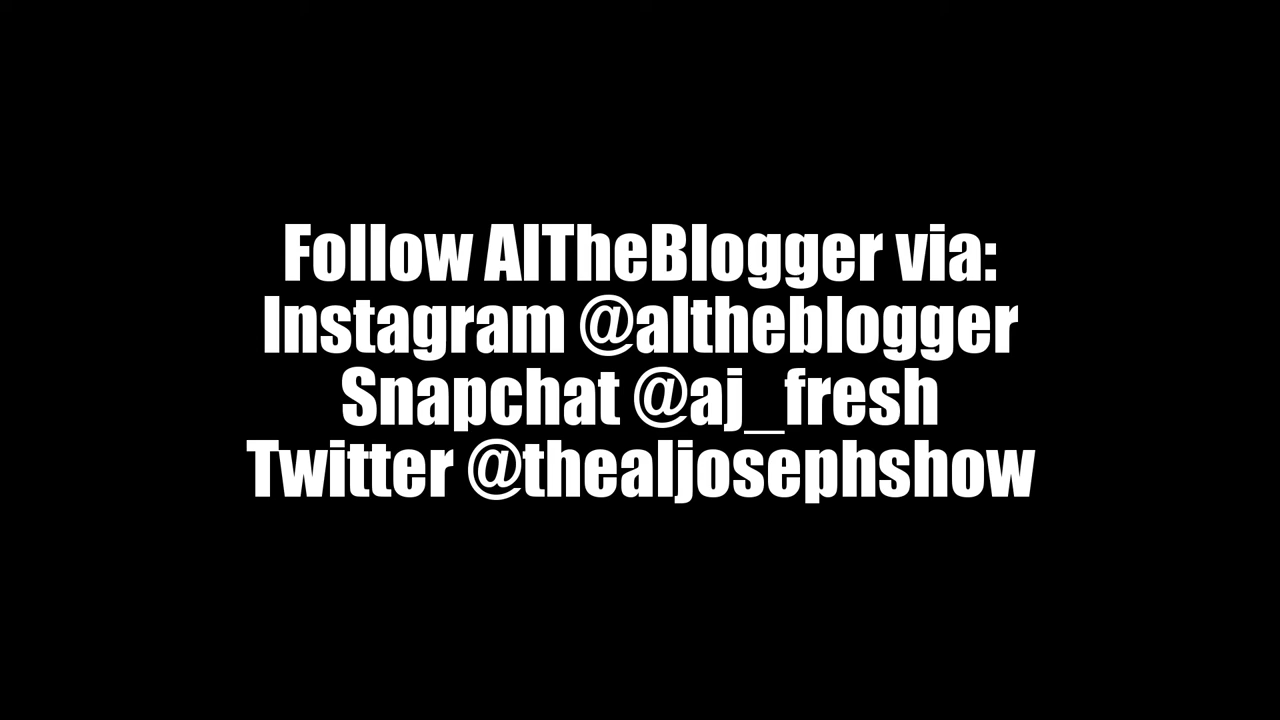 Follow AlTheBlogger via:
Instagram @altheblogger
Snapchat @aj_fresh
Twitter @thealjosephshow